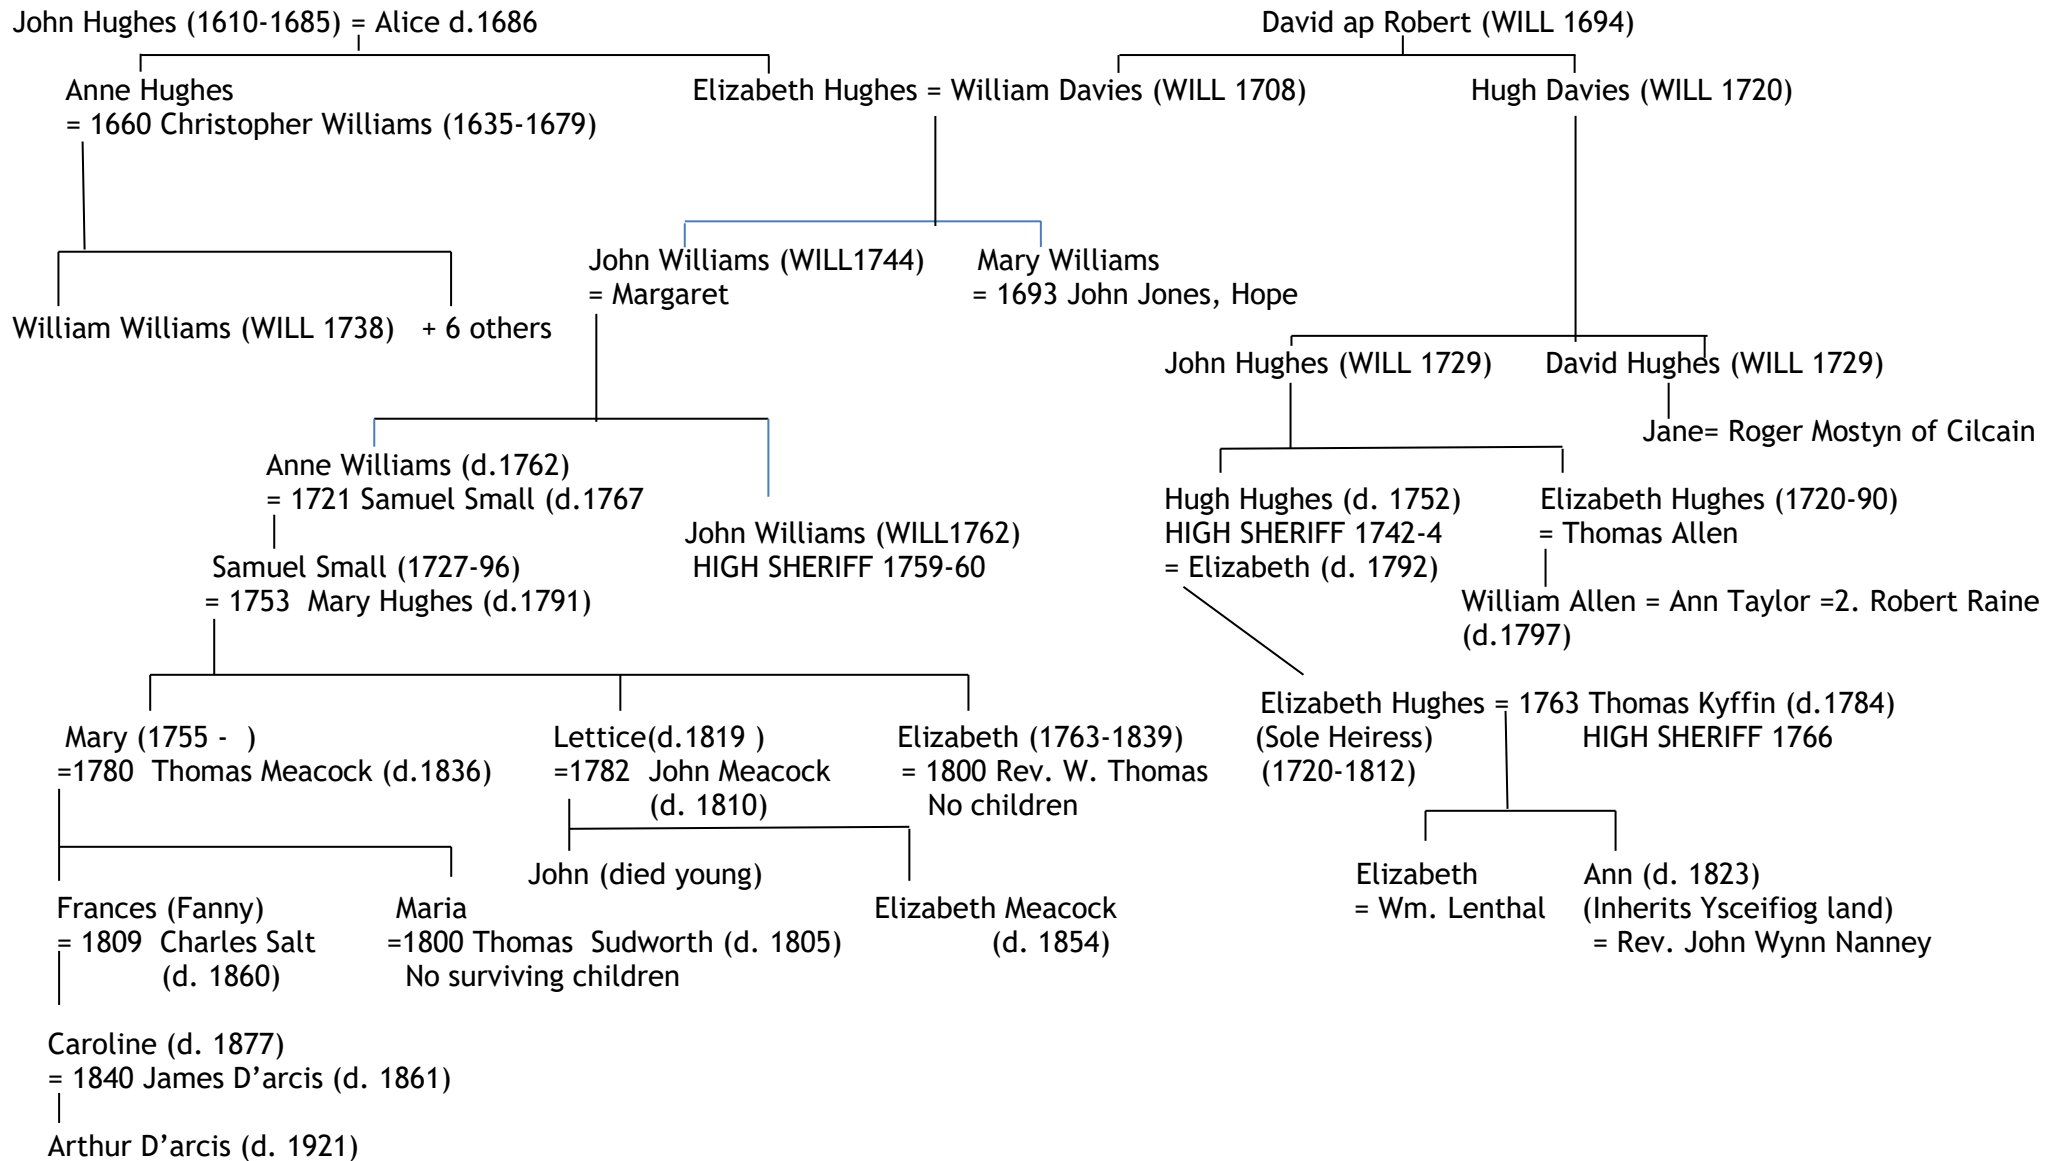 John Hughes (1610-1685) = Alice d.1686
David ap Robert (WILL 1694)
Anne Hughes
= 1660 Christopher Williams (1635-1679)
Elizabeth Hughes = William Davies (WILL 1708)
Hugh Davies (WILL 1720)
John Williams (WILL1744)
= Margaret
Mary Williams
= 1693 John Jones, Hope
William Williams (WILL 1738) + 6 others
John Hughes (WILL 1729)
David Hughes (WILL 1729)
Jane= Roger Mostyn of Cilcain
Anne Williams (d.1762)
= 1721 Samuel Small (d.1767
John Williams (WILL1762)
HIGH SHERIFF 1759-60
Hugh Hughes (d. 1752)
HIGH SHERIFF 1742-4
= Elizabeth (d. 1792)
Elizabeth Hughes (1720-90)
= Thomas Allen
Samuel Small (1727-96)
= 1753 Mary Hughes (d.1791)
William Allen = Ann Taylor =2. Robert Raine
(d.1797)
Elizabeth Hughes = 1763 Thomas Kyffin (d.1784)
(Sole Heiress) HIGH SHERIFF 1766
(1720-1812)
Mary (1755 - )
=1780 Thomas Meacock (d.1836)
Lettice(d.1819 )
=1782 John Meacock
(d. 1810)
Elizabeth (1763-1839)
= 1800 Rev. W. Thomas
No children
John (died young)
Elizabeth
= Wm. Lenthal
Ann (d. 1823)
(Inherits Ysceifiog land)
= Rev. John Wynn Nanney
Frances (Fanny)
= 1809 Charles Salt
(d. 1860)
Maria
=1800 Thomas Sudworth (d. 1805)
No surviving children
Elizabeth Meacock
(d. 1854)
Caroline (d. 1877)
= 1840 James D’arcis (d. 1861)
Arthur D’arcis (d. 1921)